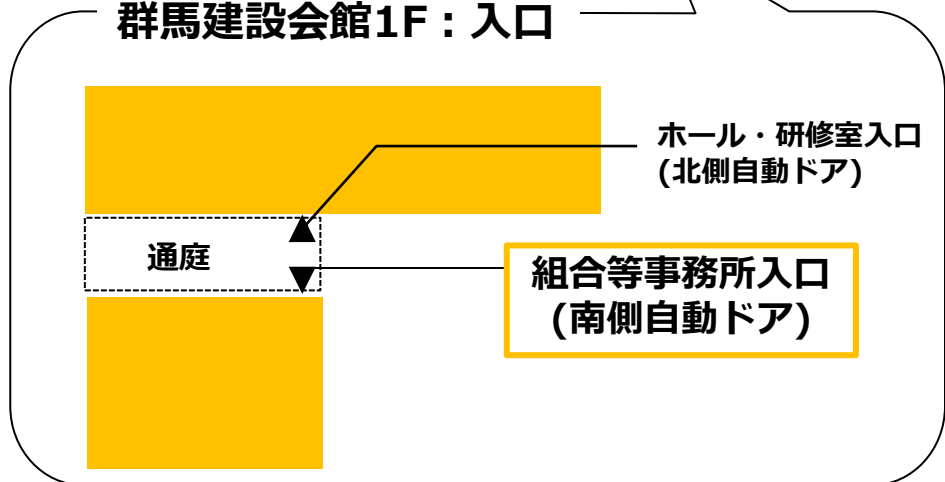 群馬建設会館1F：入口
ホール・研修室入口
(北側自動ドア)
通庭
組合等事務所入口
(南側自動ドア)